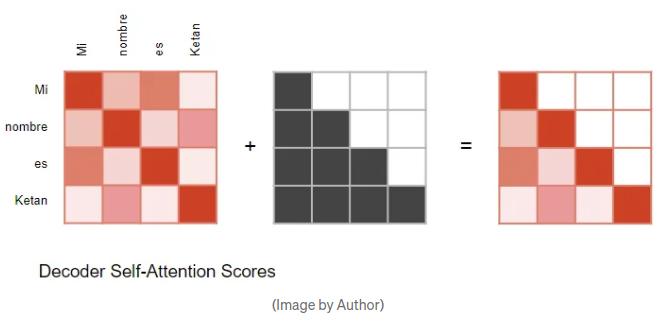 Mi nombre es Ketan
Mi
nombre
es
Ketan
+
=
Decoder Self-Attention Scores
(Image by Author)